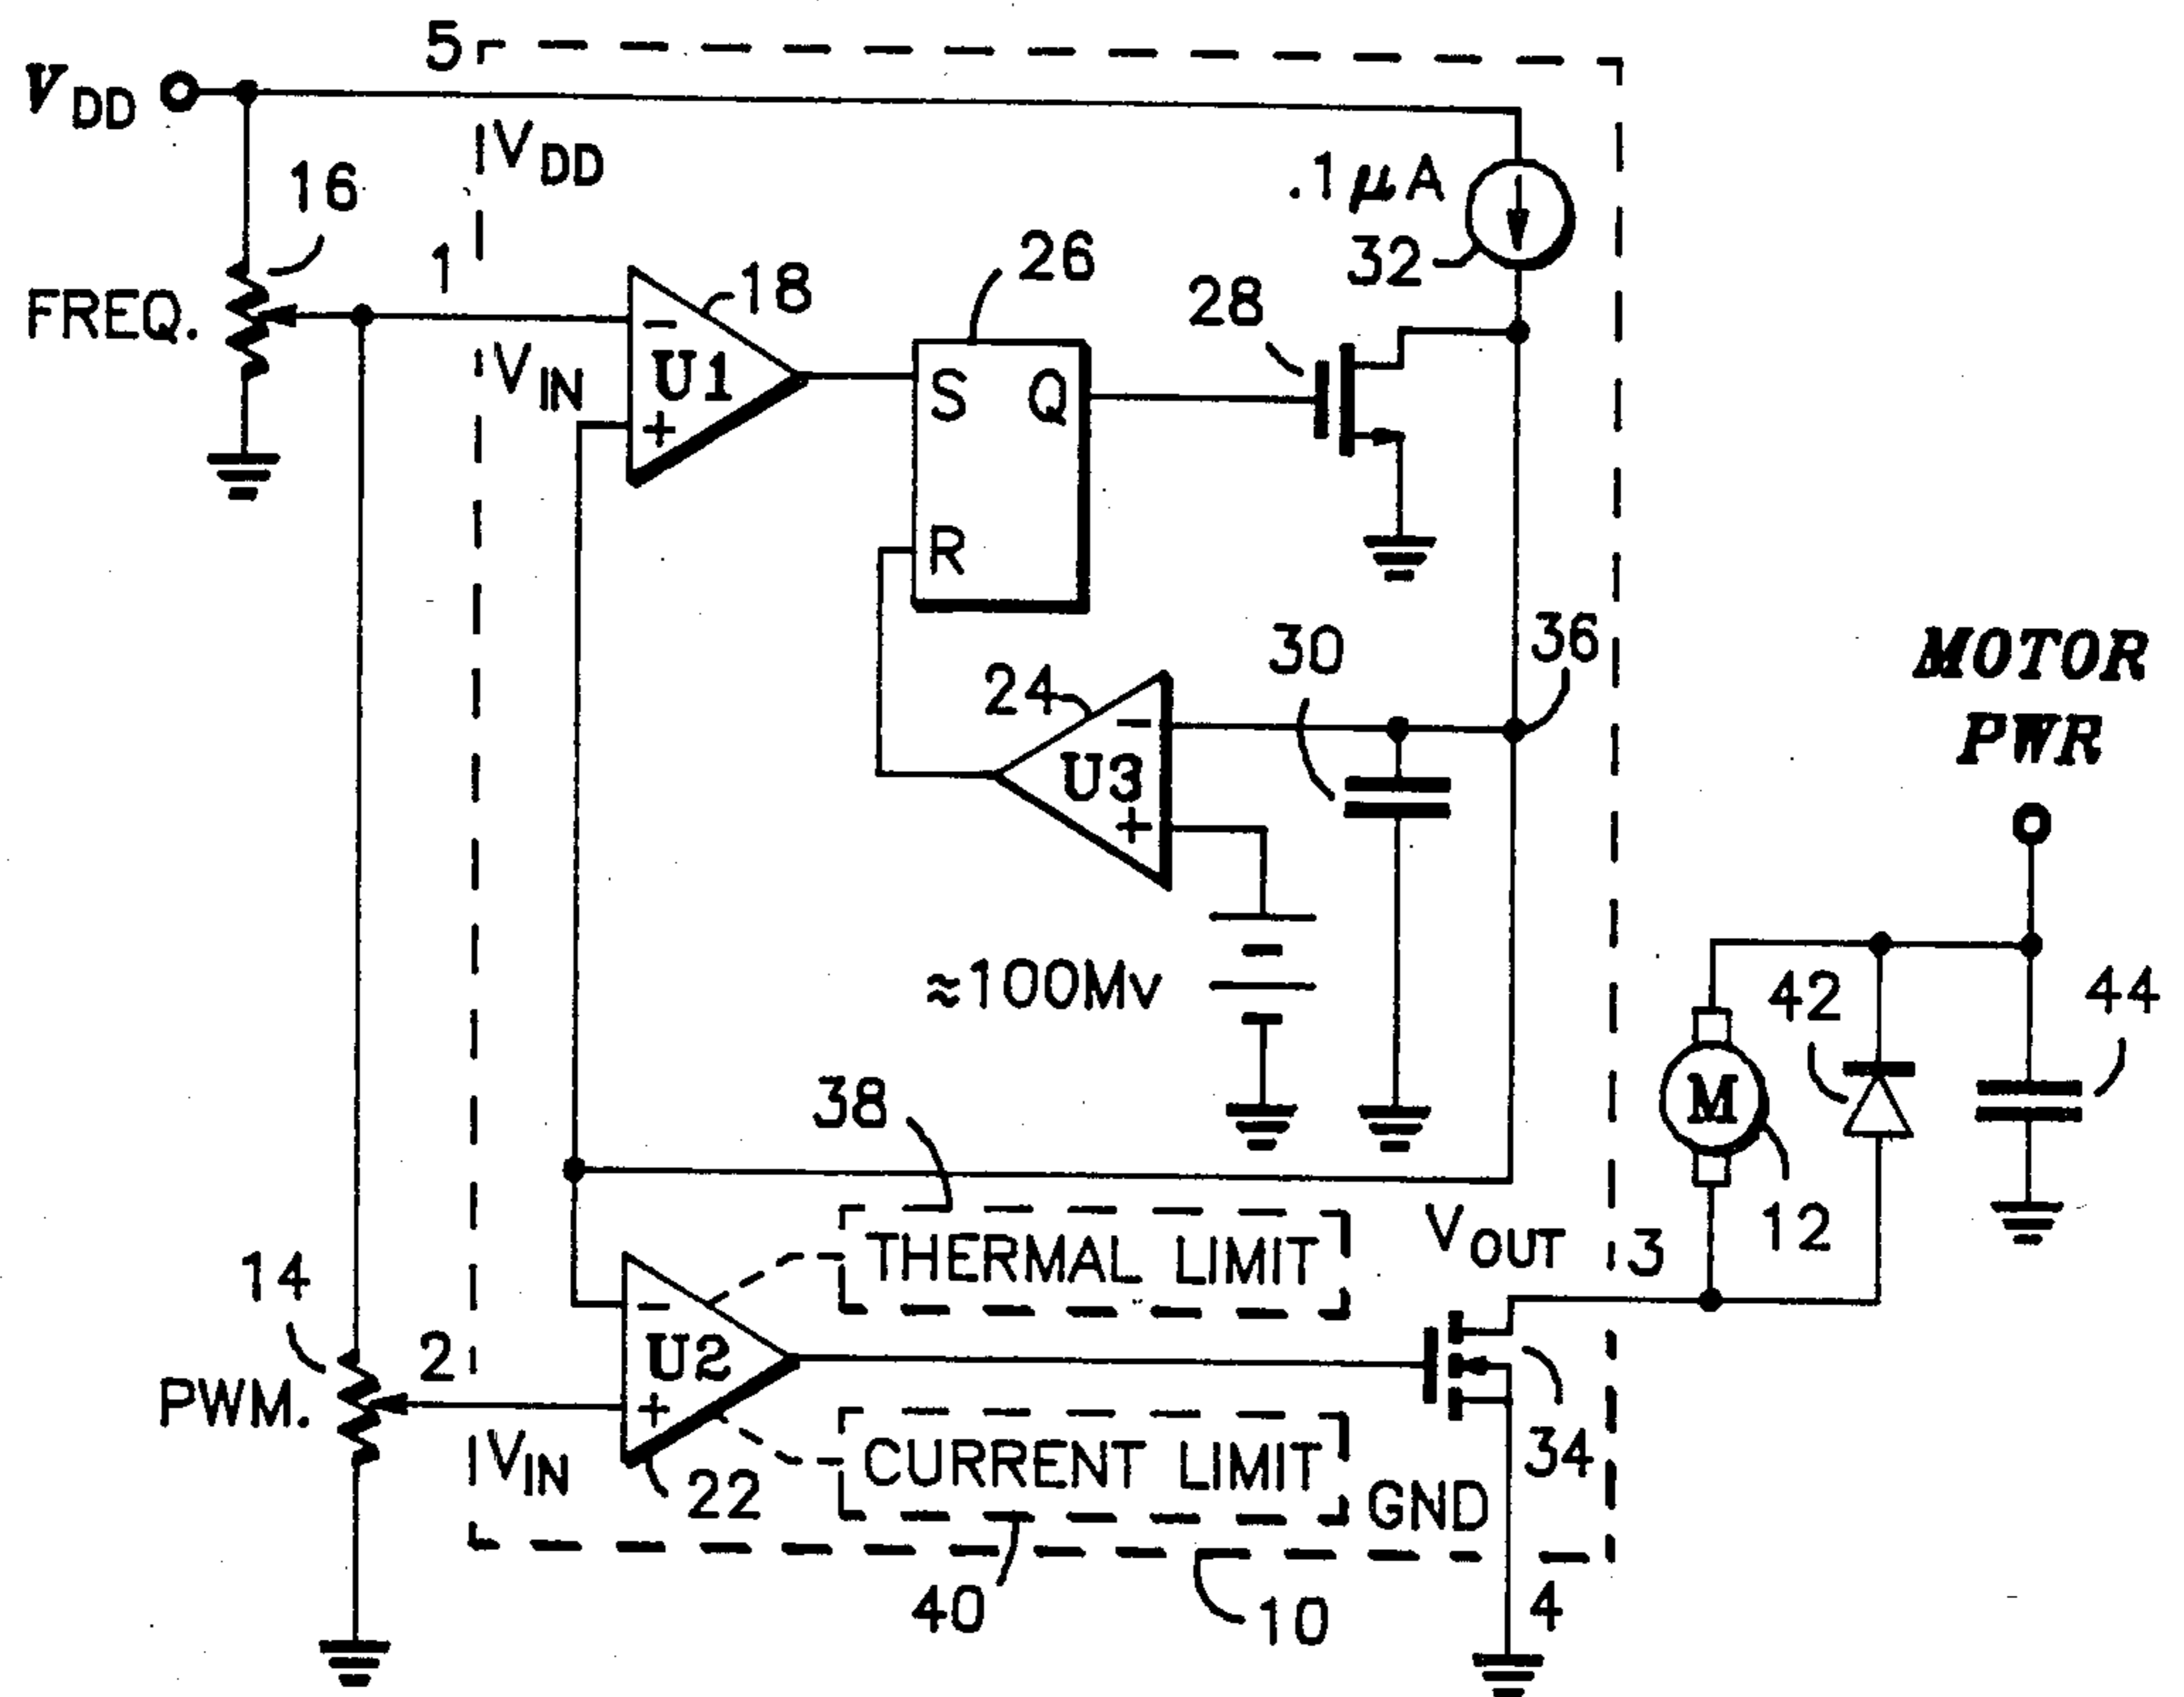 5
V_DD
V_DD
16
.1 μA
1
26
18
28
32
FREQ.
V_IN
−
U1
+
S Q
R
36
30
24
−
U3
+
MOTOR
PWR
≈100Mv
42
44
M
38
12
V_OUT
3
THERMAL LIMIT
14
2
−
U2
+
PWM.
V_IN
22
CURRENT LIMIT
34
GND
40
10
4